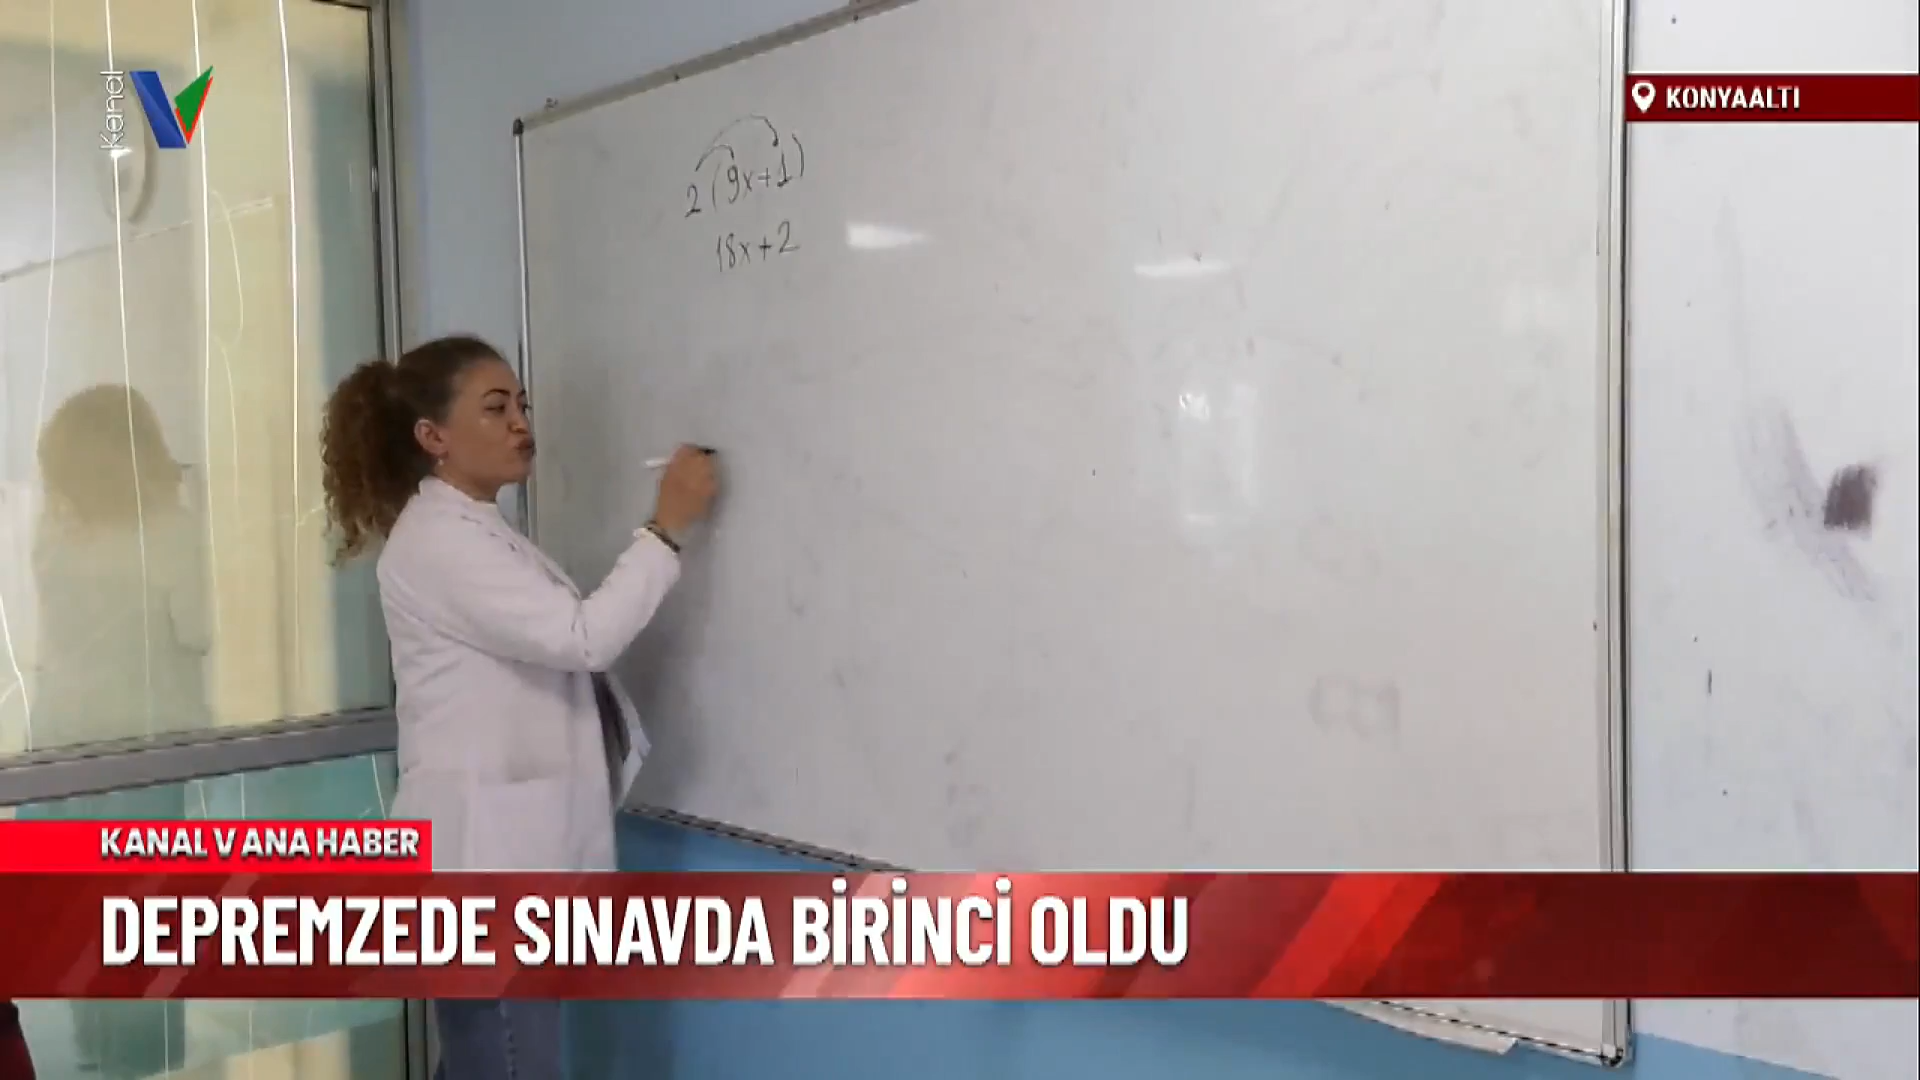 Kanal V
KONYAALTI
2(9x+1)
18x+2
KANAL V ANA HABER
DEPREMZEDE SINAVDA BİRİNCİ OLDU